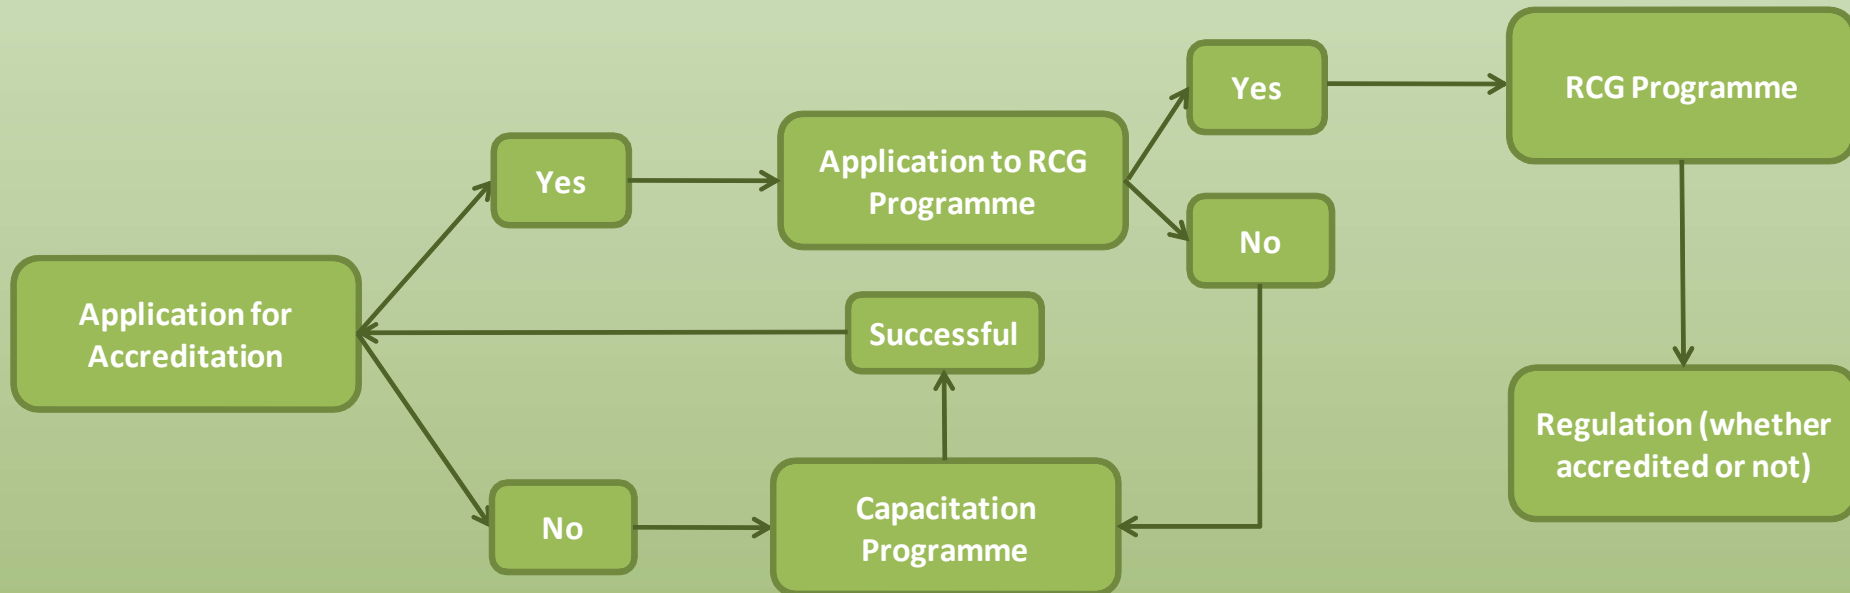 Yes
RCG Programme
Yes
Application to RCG
Programme
No
Application for
Accreditation
Successful
Regulation (whether
accredited or not)
No
Capacitation
Programme